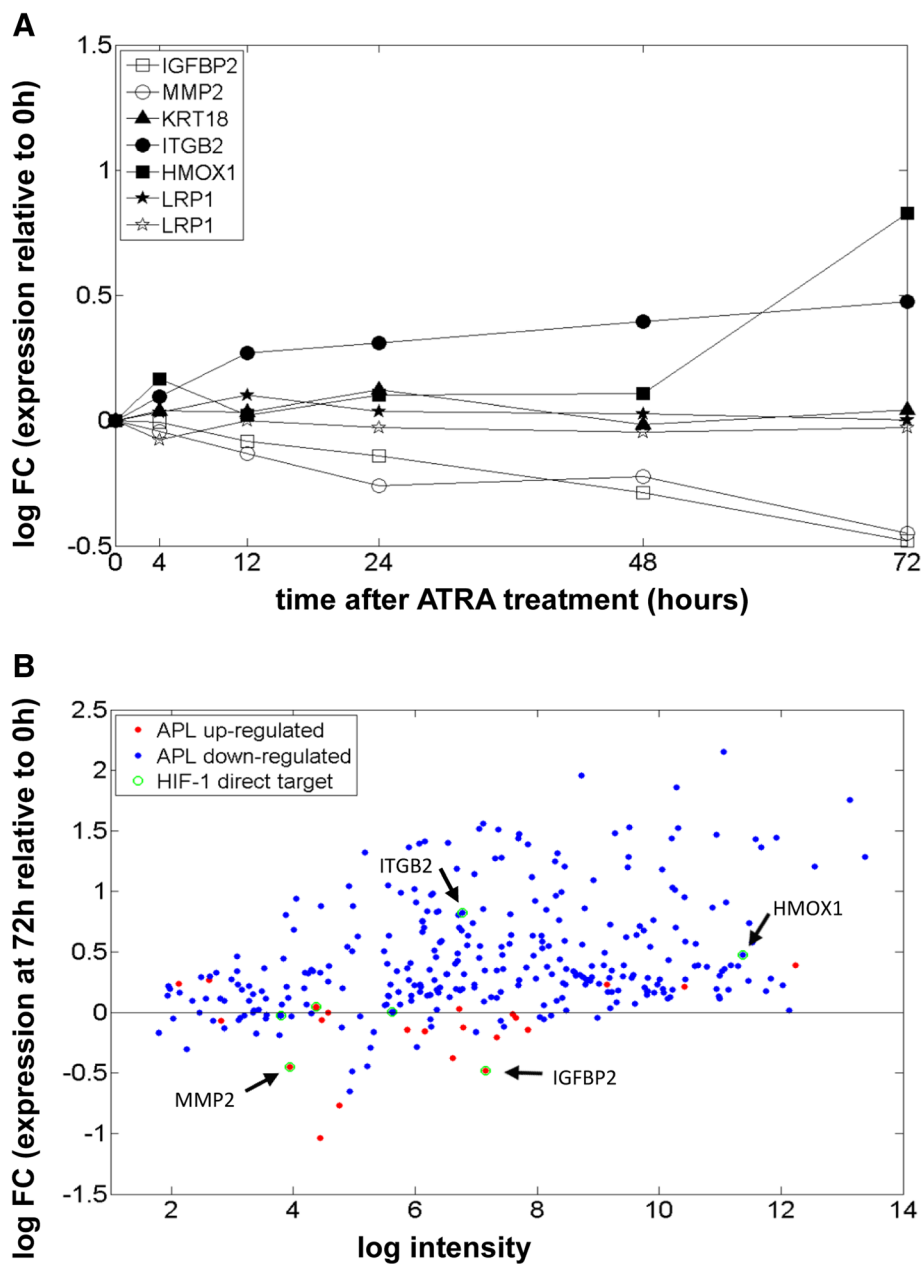 A
log FC (expression relative to 0h)
1.5
1
0.5
0
-0.5
IGFBP2
MMP2
KRT18
ITGB2
HMOX1
LRP1
LRP1
0 4 12 24 48 72
time after ATRA treatment (hours)
B
log FC (expression at 72h relative to 0h)
2.5
2
1.5
1
0.5
0
-0.5
-1
-1.5
APL up-regulated
APL down-regulated
HIF-1 direct target
ITGB2
HMOX1
MMP2
IGFBP2
2 4 6 8 10 12 14
log intensity